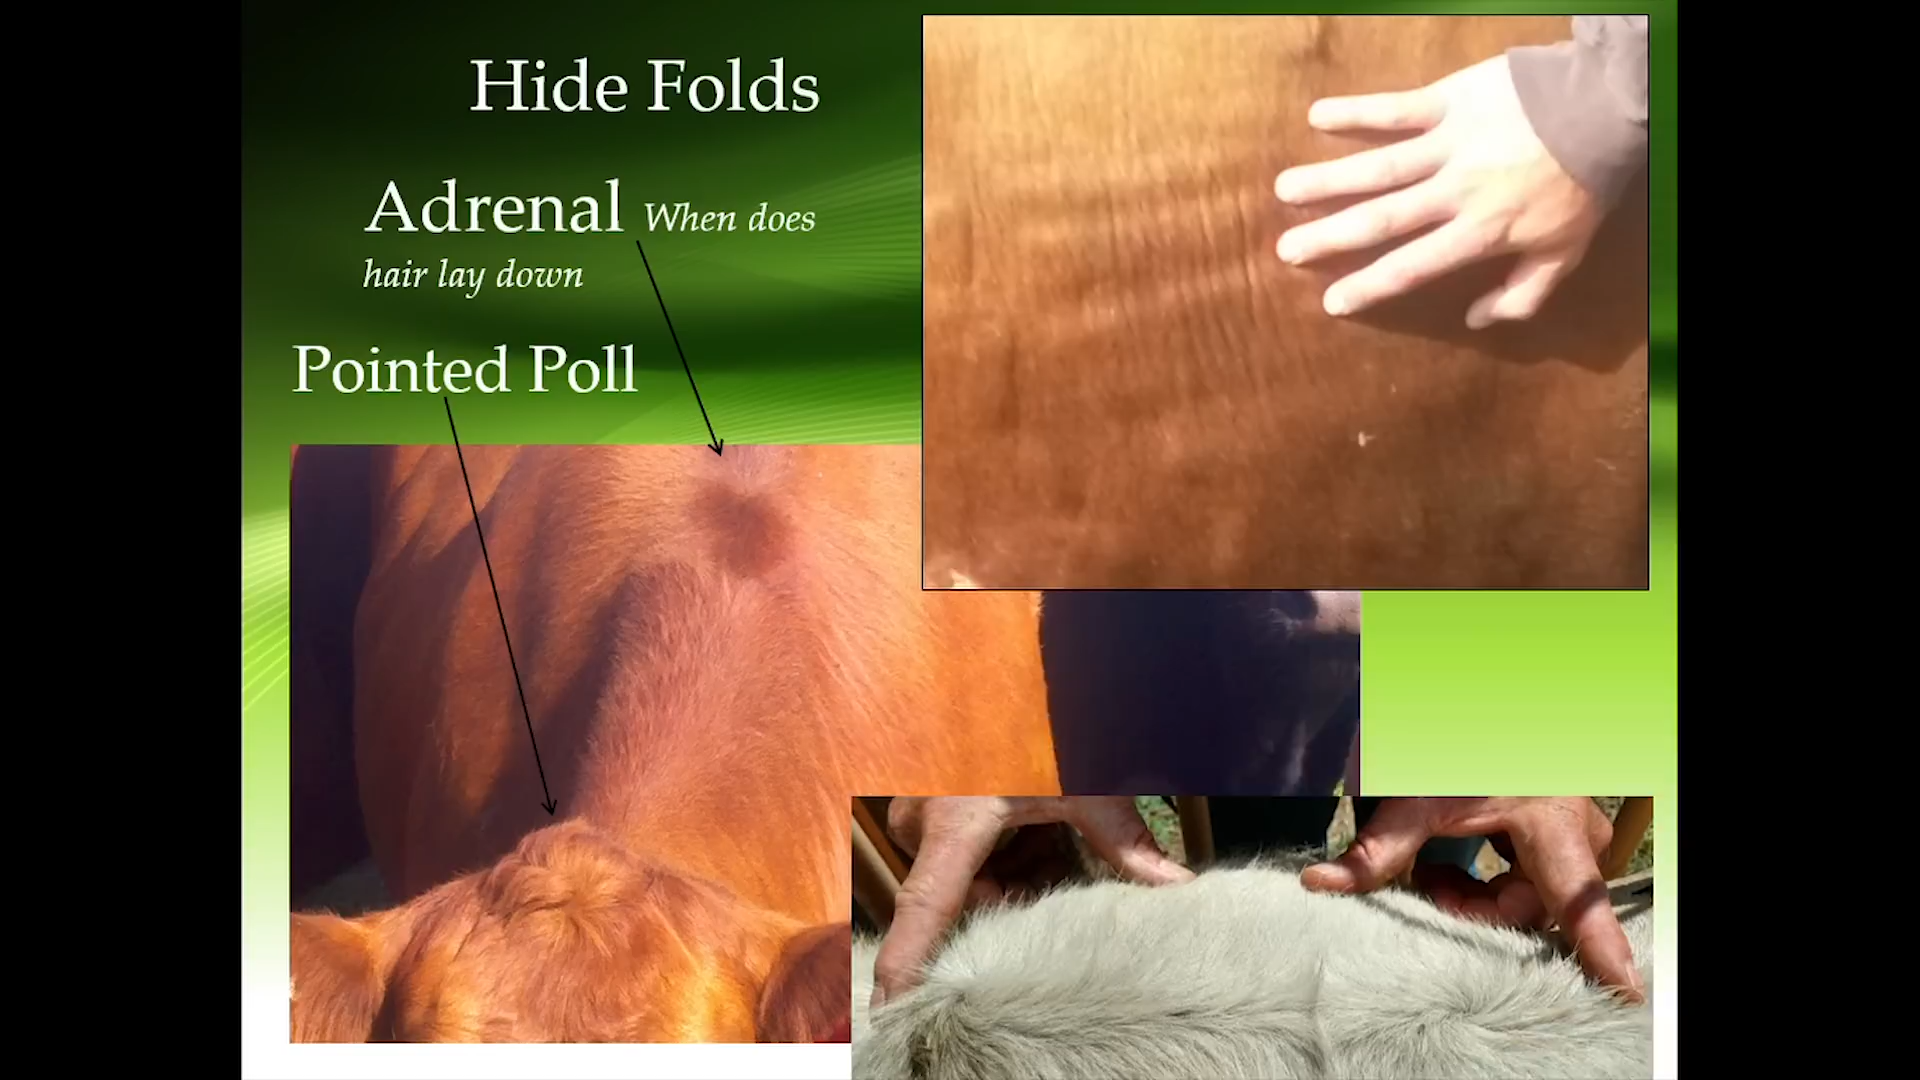 Hide Folds
Adrenal When does
hair lay down
Pointed Poll